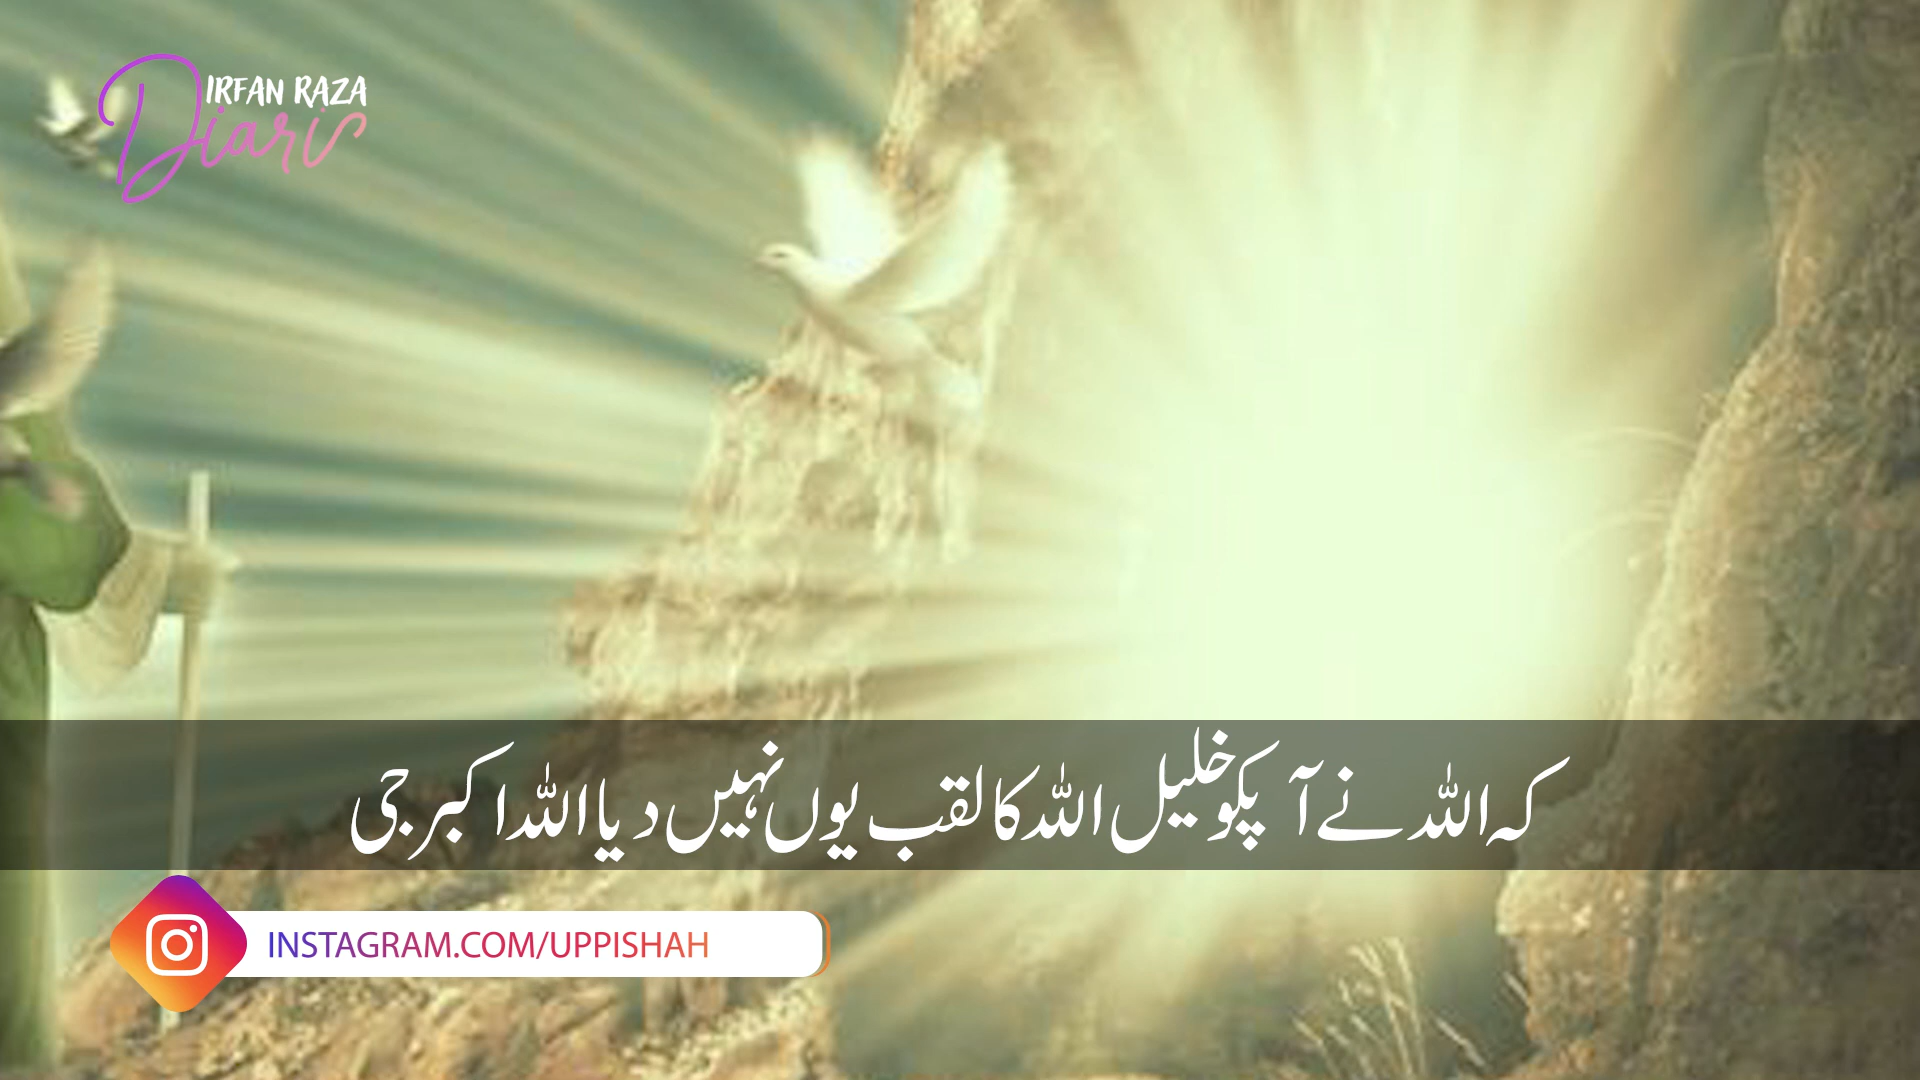 IRFAN RAZA
Diaries
کہ اللہ نے آپکو خلیل اللہ کا لقب یوں نہیں دیا اللہ اکبر جی
INSTAGRAM.COM/UPPISHAH